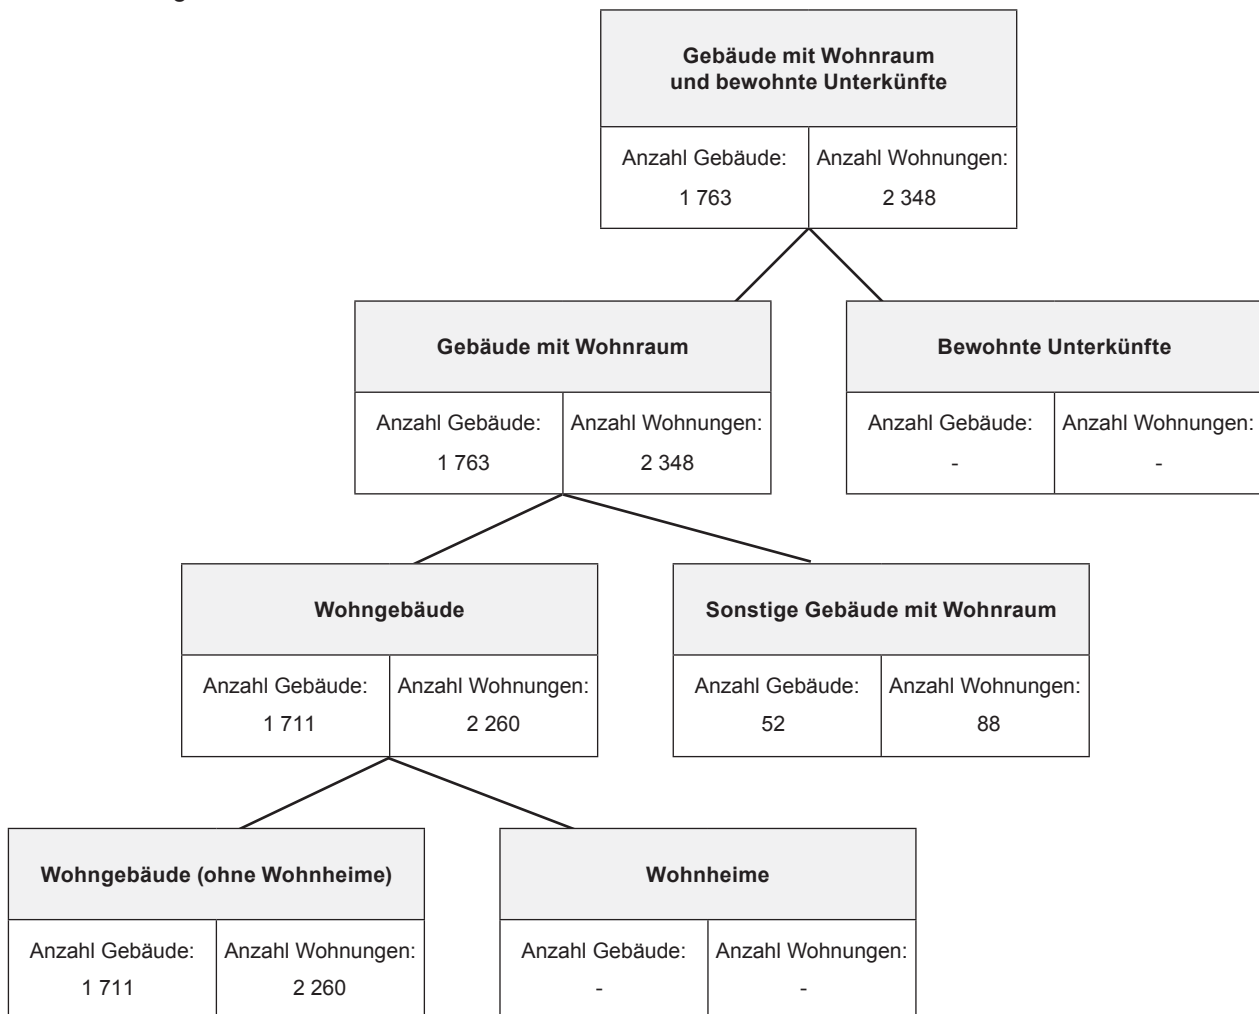 Gebäude mit Wohnraum
und bewohnte Unterkünfte
Anzahl Gebäude: Anzahl Wohnungen:
1 763 2 348
Gebäude mit Wohnraum
Anzahl Gebäude: Anzahl Wohnungen:
1 763 2 348
Bewohnte Unterkünfte
Anzahl Gebäude: Anzahl Wohnungen:
- -
Wohngebäude
Anzahl Gebäude: Anzahl Wohnungen:
1 711 2 260
Sonstige Gebäude mit Wohnraum
Anzahl Gebäude: Anzahl Wohnungen:
52 88
Wohngebäude (ohne Wohnheime)
Anzahl Gebäude: Anzahl Wohnungen:
1 711 2 260
Wohnheime
Anzahl Gebäude: Anzahl Wohnungen:
- -